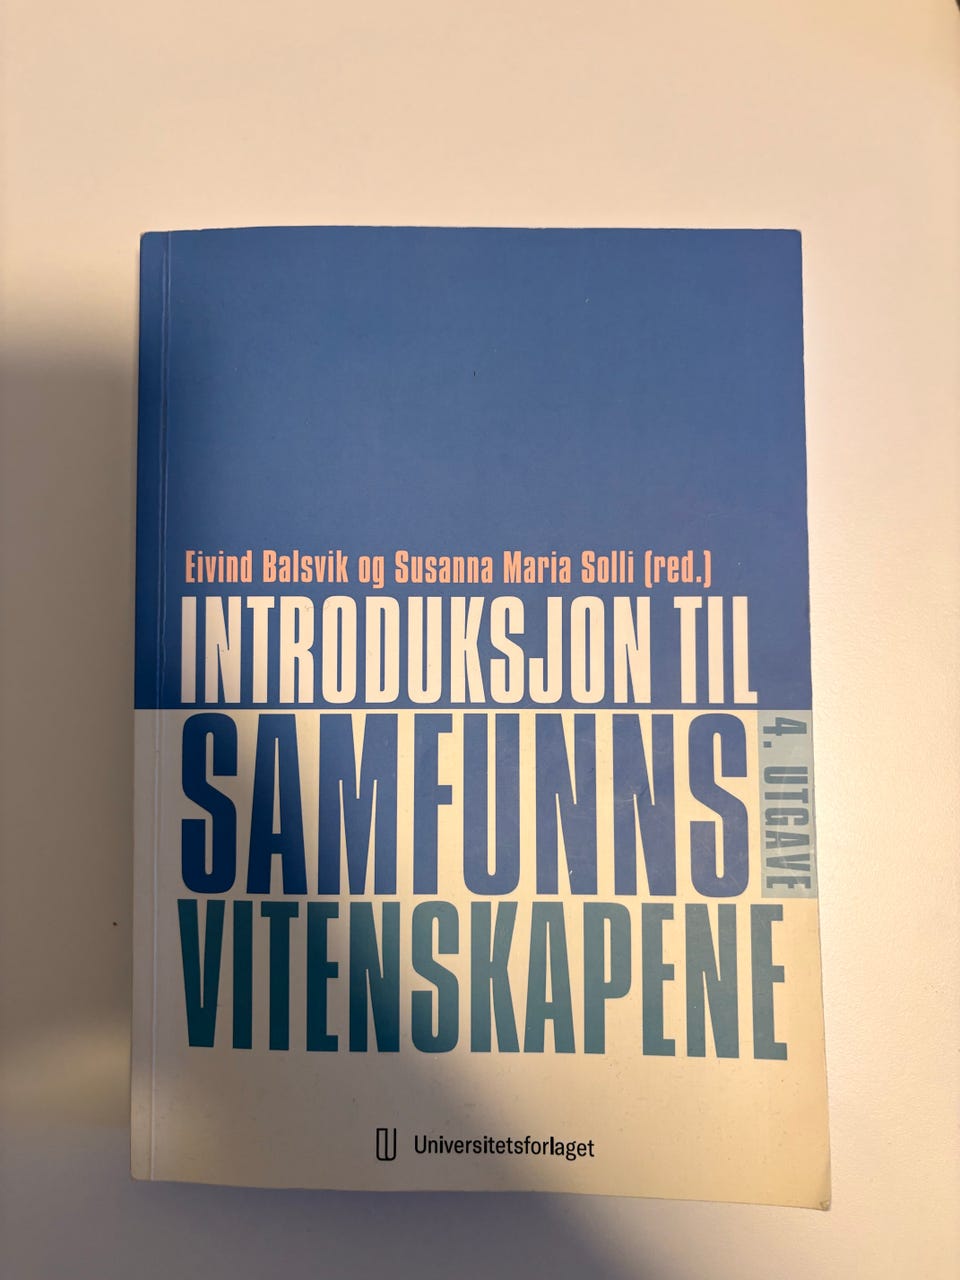 Eivind Balsvik og Susanna Maria Solli (red.)
INTRODUKSJON TIL
SAMFUNNS
4. UTGAVE
VITENSKAPENE
Universitetsforlaget